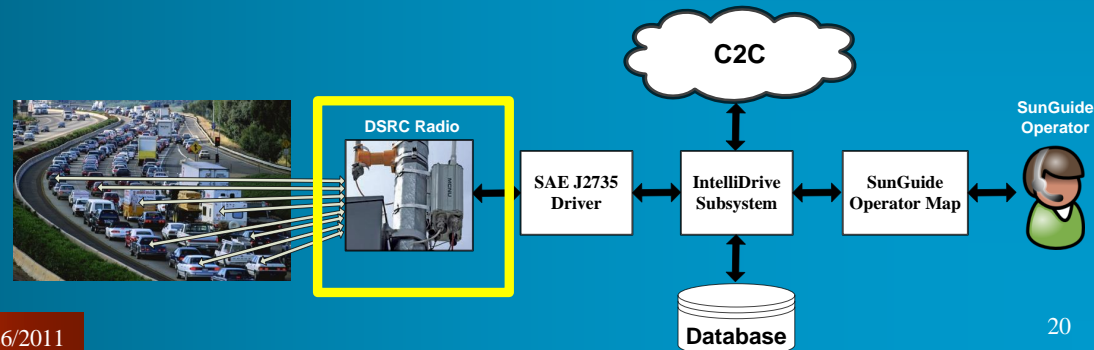 C2C
SunGuide
Operator
DSRC Radio
SAE J2735
Driver
IntelliDrive
Subsystem
SunGuide
Operator Map
Database
6/2011
20